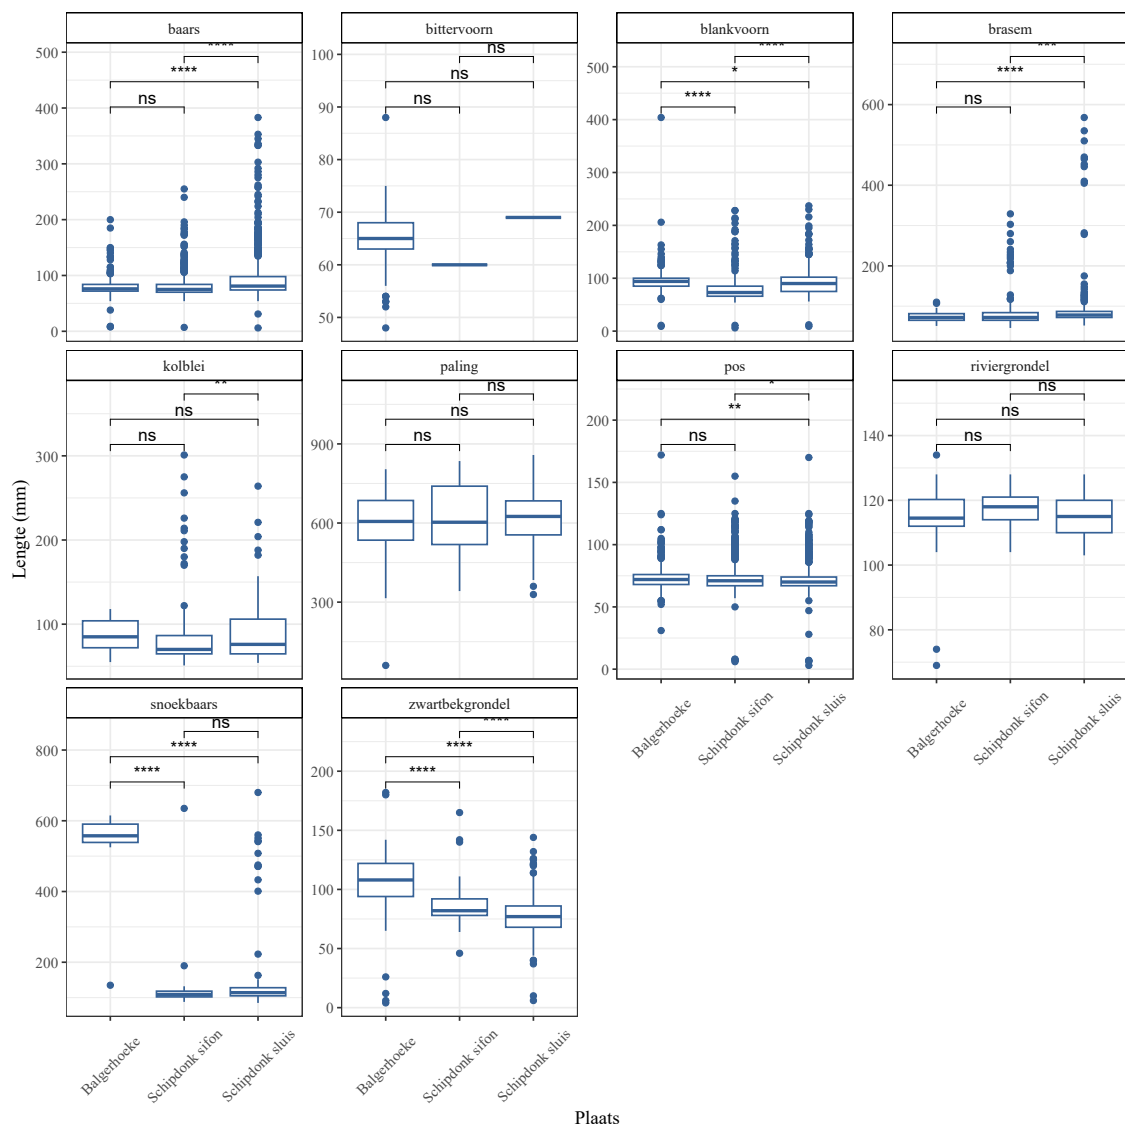 baars
bittervoorn
blankvoorn
brasem
500
400
300
200
100
0
ns
****
****
100
90
80
70
60
50
ns
ns
ns
500
400
300
200
100
0
****
*
****
600
400
200
ns
****
***
kolblei
paling
pos
riviergrondel
300
200
100
ns
ns
**
900
600
300
ns
ns
ns
200
150
100
50
0
ns
**
*
140
120
100
80
ns
ns
ns
snoekbaars
zwartbekgrondel
800
600
400
200
****
****
ns
200
150
100
50
0
****
****
****
Balgerhoeke
Schipdonk sifon
Schipdonk sluis
Balgerhoeke
Schipdonk sifon
Schipdonk sluis
Balgerhoeke
Schipdonk sifon
Schipdonk sluis
Balgerhoeke
Schipdonk sifon
Schipdonk sluis
Lengte (mm)
Plaats